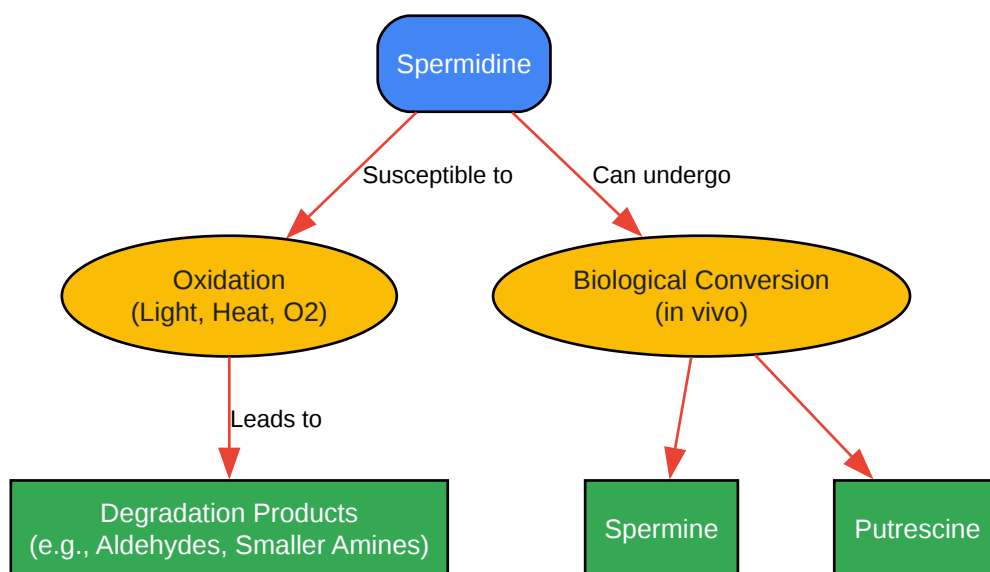 Spermidine
Susceptible to
Can undergo
Oxidation
(Light, Heat, O2)
Biological Conversion
(in vivo)
Leads to
Degradation Products
(e.g., Aldehydes, Smaller Amines)
Spermine
Putrescine